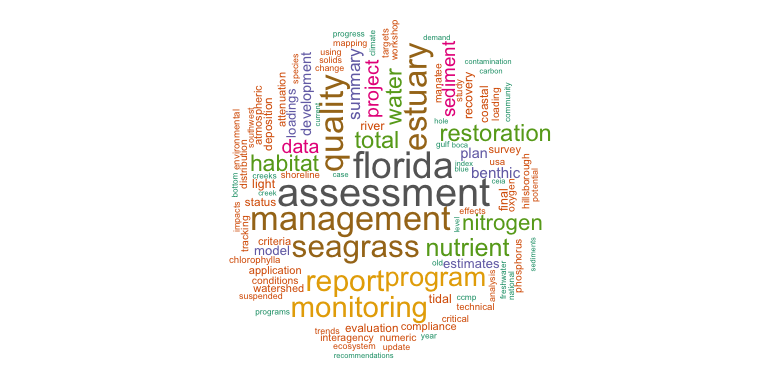 progress
demand
mapping
climate
targets
workshop
using
solids
change
species
contamination
carbon
quality
summary
project
water
estuary
sediment
manatee
study
recovery
coastal
loading
community
development
loadings
attenuation
deposition
atmospheric
southwest
environmental
distribution
current
river
hole
total
restoration
data
gulf
boca
plan
survey
habitat
florida
index
blue
usa
benthic
creeks
shoreline
case
bottom
light
creek
ceia
final
oxygen
hillsborough
potential
status
assessment
impacts
tracking
management
effects
level
nitrogen
criteria
model
seagrass
nutrient
chlorophylla
old
estimates
application
conditions
watershed
report
program
analysis
freshwater
national
phosphorus
sediments
suspended
tidal
ccmp
technical
programs
monitoring
critical
trends
evaluation
compliance
interagency
numeric
year
ecosystem
update
recommendations